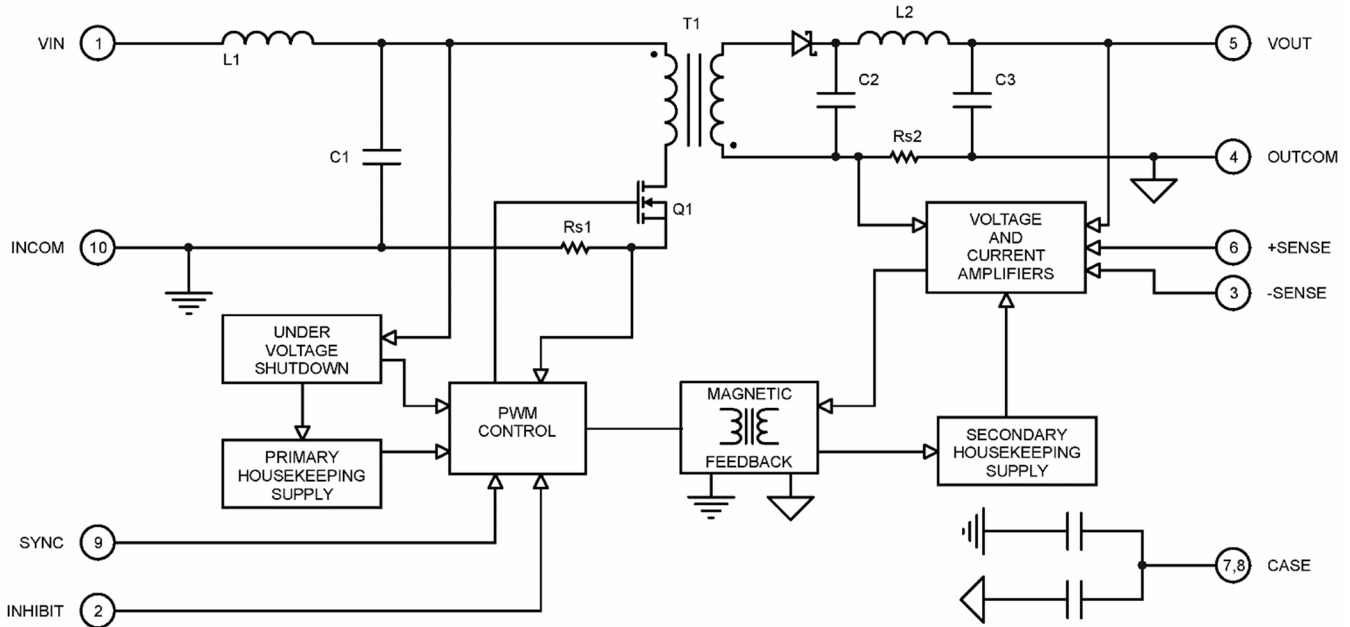 T1
L2
VIN
1
L1
5
VOUT
C2
C3
C1
Rs2
4
OUTCOM
Q1
Rs1
INCOM
10
VOLTAGE
AND
CURRENT
AMPLIFIERS
6
+SENSE
3
-SENSE
UNDER
VOLTAGE
SHUTDOWN
PWM
CONTROL
MAGNETIC
FEEDBACK
PRIMARY
HOUSEKEEPING
SUPPLY
SECONDARY
HOUSEKEEPING
SUPPLY
SYNC
9
7,8
CASE
INHIBIT
2